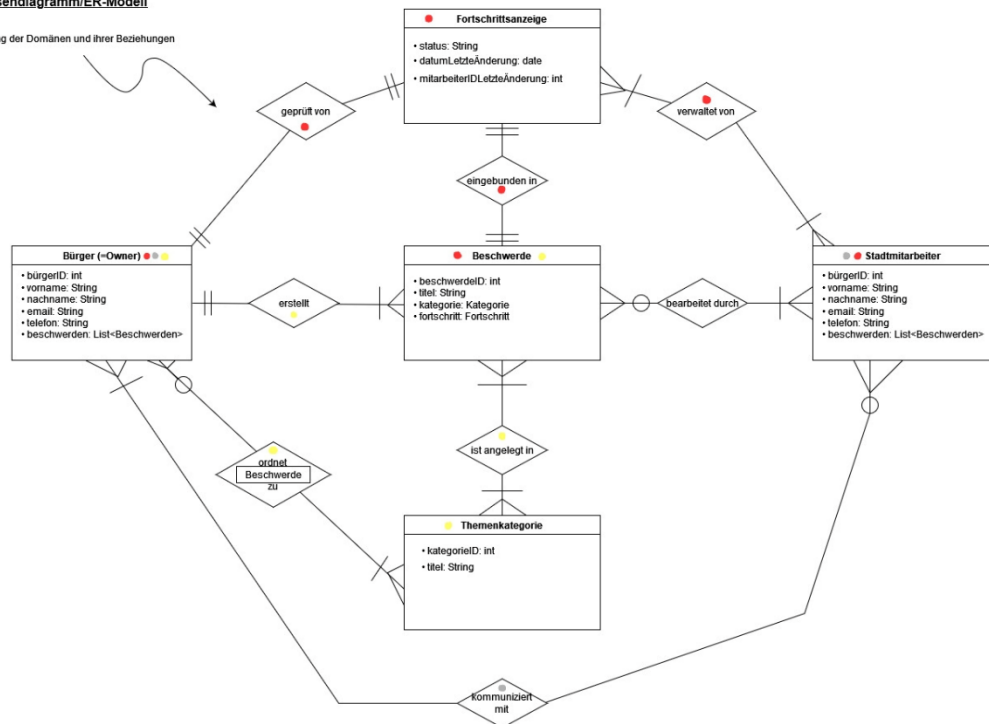 sendiagramm/ER-Modell
ng der Domänen und ihrer Beziehungen
Fortschrittsanzeige
• status: String
• datumLetzteÄnderung: date
• mitarbeiterIDLetzteÄnderung: int
geprüft von
verwaltet von
eingebunden in
Bürger (=Owner)
• bürgerID: int
• vorname: String
• nachname: String
• email: String
• telefon: String
• beschwerden: List<Beschwerden>
erstellt
Beschwerde
• beschwerdeID: int
• titel: String
• kategorie: Kategorie
• fortschritt: Fortschritt
bearbeitet durch
Stadtmitarbeiter
• bürgerID: int
• vorname: String
• nachname: String
• email: String
• telefon: String
• beschwerden: List<Beschwerden>
ordnet
Beschwerde
zu
ist angelegt in
Themenkategorie
• kategorieID: int
• titel: String
kommuniziert
mit